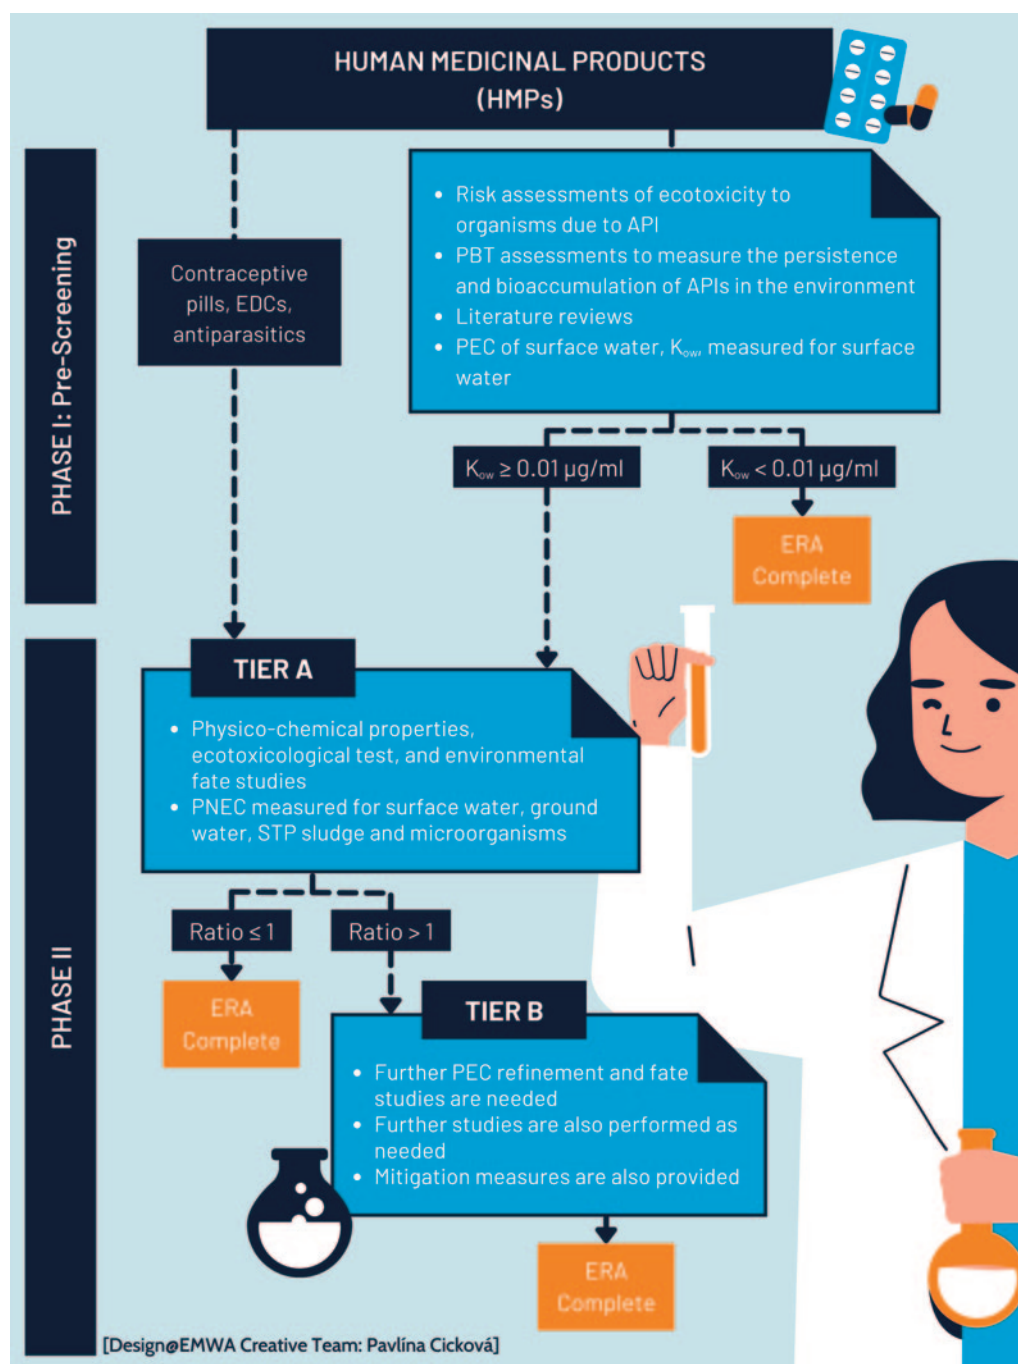 HUMAN MEDICINAL PRODUCTS
(HMPs)
PHASE I: Pre-Screening
Contraceptive
pills, EDCs,
antiparasitics
• Risk assessments of ecotoxicity to
organisms due to API
• PBT assessments to measure the persistence
and bioaccumulation of APIs in the environment
• Literature reviews
• PEC of surface water, Kow, measured for surface
water
Kow ≥ 0.01 µg/ml
Kow < 0.01 µg/ml
ERA
Complete
PHASE II
TIER A
• Physico-chemical properties,
ecotoxicological test, and environmental
fate studies
• PNEC measured for surface water, ground
water, STP sludge and microorganisms
Ratio ≤ 1
Ratio > 1
ERA
Complete
TIER B
• Further PEC refinement and fate
studies are needed
• Further studies are also performed as
needed
• Mitigation measures are also provided
ERA
Complete
[Design@EMWA Creative Team: Pavlína Cicková]